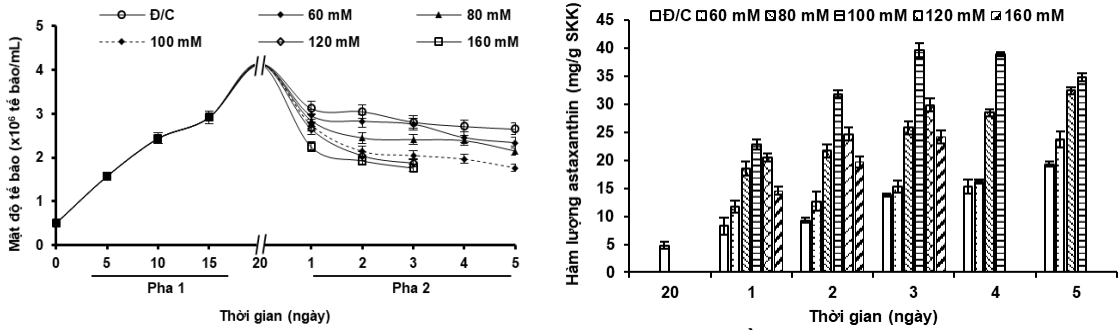 Mật độ tế bào (x10⁶ tế bào/mL)
5
4
3
2
1
0
Đ/C
60 mM
80 mM
100 mM
120 mM
160 mM
0 5 10 15 20 1 2 3 4 5
Pha 1 Pha 2
Thời gian (ngày)
Hàm lượng astaxanthin (mg/g SKK)
45
40
35
30
25
20
15
10
5
0
Đ/C 60 mM 80 mM 100 mM 120 mM 160 mM
20 1 2 3 4 5
Thời gian (ngày)